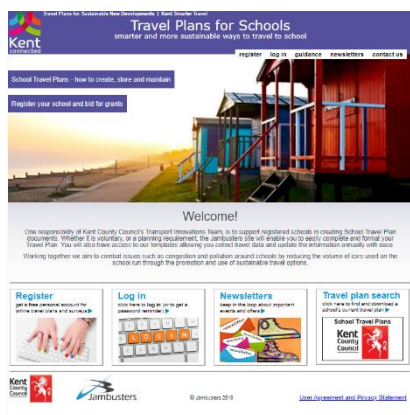 Travel Plans for Sustainable New Developments | Kent Smarter Travel
Kent
connected
Travel Plans for Schools
smarter and more sustainable ways to travel to school
register log in guidance newsletters contact us
School Travel Plans - how to create, store and maintain
Register your school and bid for grants
Welcome!
One responsibility of Kent County Council's Transport Innovations Team, is to support registered schools in creating School Travel Plan
documents. Whether it is voluntary, or a planning requirement, the Jambusters site will enable you to easily complete and format your
Travel Plan. You will also have access to our templates allowing you collect travel data and update the information annually with ease.
Working together we aim to combat issues such as congestion and pollution around schools by reducing the volume of cars used on the
school run through the promotion and use of sustainable travel options.
Register
get a free personal account for
online travel plans and surveys
Log in
click here to log in (or to get a
password reminder)
LOGIN
Newsletters
keep in the loop about important
events and offers
Travel plan search
click here to find and download a
school's current travel plan
School Travel Plans
Kent
County
Council
Kent
County
Council
Jambusters
© Jambusters 2018
User Agreement and Privacy Statement